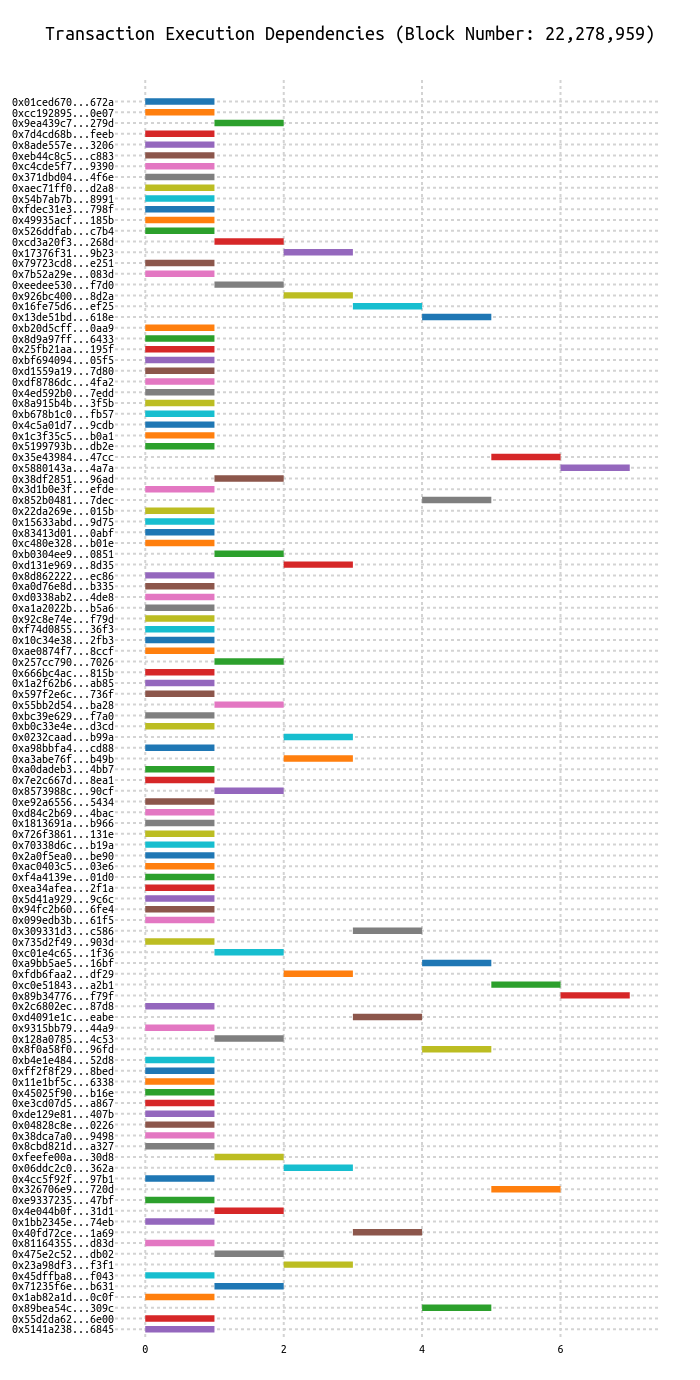 Transaction Execution Dependencies (Block Number: 22,278,959)
0x01ced670...672a
0xcc192895...0e07
0x9ea439c7...279d
0x7d4cd68b...feeb
0x8ade557e...3206
0xeb44c8c5...c883
0xc4cde5f7...9390
0x371dbd04...4f6e
0xaec71ff0...d2a8
0x54b7ab7b...8991
0xfdec31e3...798f
0x49935acf...185b
0x526ddfab...c7b4
0xcd3a20f3...268d
0x17376f31...9b23
0x79723cd8...e251
0x7b52a29e...083d
0xeedee530...f7d0
0x926bc400...8d2a
0x16fe75d6...ef25
0x13de51bd...618e
0xb20d5cff...0aa9
0x8d9a97ff...6433
0x25fb21aa...195f
0xbf694094...05f5
0xd1559a19...7d80
0xdf8786dc...4fa2
0x4ed592b0...7edd
0x8a915b4b...3f5b
0xb678b1c0...fb57
0x4c5a01d7...9cdb
0x1c3f35c5...b0a1
0x5199793b...db2e
0x35e43984...47cc
0x5880143a...4a7a
0x38df2851...96ad
0x3d1b0e3f...efde
0x852b0481...7dec
0x22da269e...015b
0x15633abd...9d75
0x83413d01...0abf
0xc480e328...b01e
0xb0304ee9...0851
0xd131e969...8d35
0x8d862222...ec86
0xa0d76e8d...b335
0xd0338ab2...4de8
0xa1a2022b...b5a6
0x92c8e74e...f79d
0xf74d0855...36f3
0x10c34e38...2fb3
0xae0874f7...8ccf
0x257cc790...7026
0x666bc4ac...815b
0x1a2f62b6...ab85
0x597f2e6c...736f
0x55bb2d54...ba28
0xbc39e629...f7a0
0xb0c33e4e...d3cd
0x0232caad...b99a
0xa98bbfa4...cd88
0xa3abe76f...b49b
0xa0dadeb3...4bb7
0x7e2c667d...8ea1
0x8573988c...90cf
0xe92a6556...5434
0xd84c2b69...4bac
0x1813691a...b966
0x726f3861...131e
0x70338d6c...b19a
0x2a0f5ea0...be90
0xac0403c5...03e6
0xf4a4139e...01d0
0xea34afea...2f1a
0x5d41a929...9c6c
0x94fc2b60...6fe4
0x099edb3b...61f5
0x309331d3...c586
0x735d2f49...903d
0xc01e4c65...1f36
0xa9bb5ae5...16bf
0xfdb6faa2...df29
0xc0e51843...a2b1
0x89b34776...f79f
0x2c6802ec...87d8
0xd4091e1c...eabe
0x9315bb79...44a9
0x128a0785...4c53
0x8f0a58f0...96fd
0xb4e1e484...52d8
0xff2f8f29...8bed
0x11e1bf5c...6338
0x45025f90...b16e
0xe3cd07d5...a867
0xde129e81...407b
0x04828c8e...0226
0x38dca7a0...9498
0x8cbd821d...a327
0xfeefe00a...30d8
0x06ddc2c0...362a
0x4cc5f92f...97b1
0x326706e9...720d
0xe9337235...47bf
0x4e044b0f...31d1
0x1bb2345e...74eb
0x40fd72ce...1a69
0x81164355...d83d
0x475e2c52...db02
0x23a98df3...f3f1
0x45dffba8...f043
0x71235f6e...b631
0x1ab82a1d...0c0f
0x89bea54c...309c
0x55d2da62...6e00
0x5141a238...6845
0 2 4 6